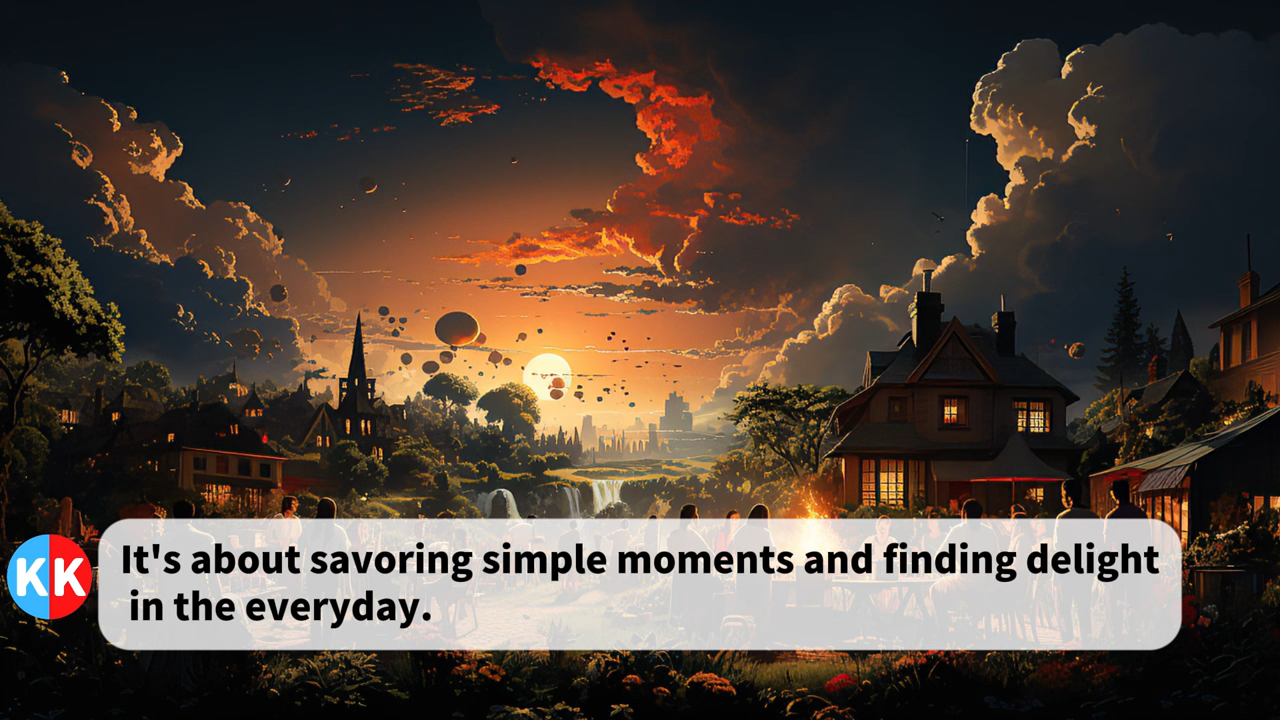 KK
It's about savoring simple moments and finding delight
in the everyday.